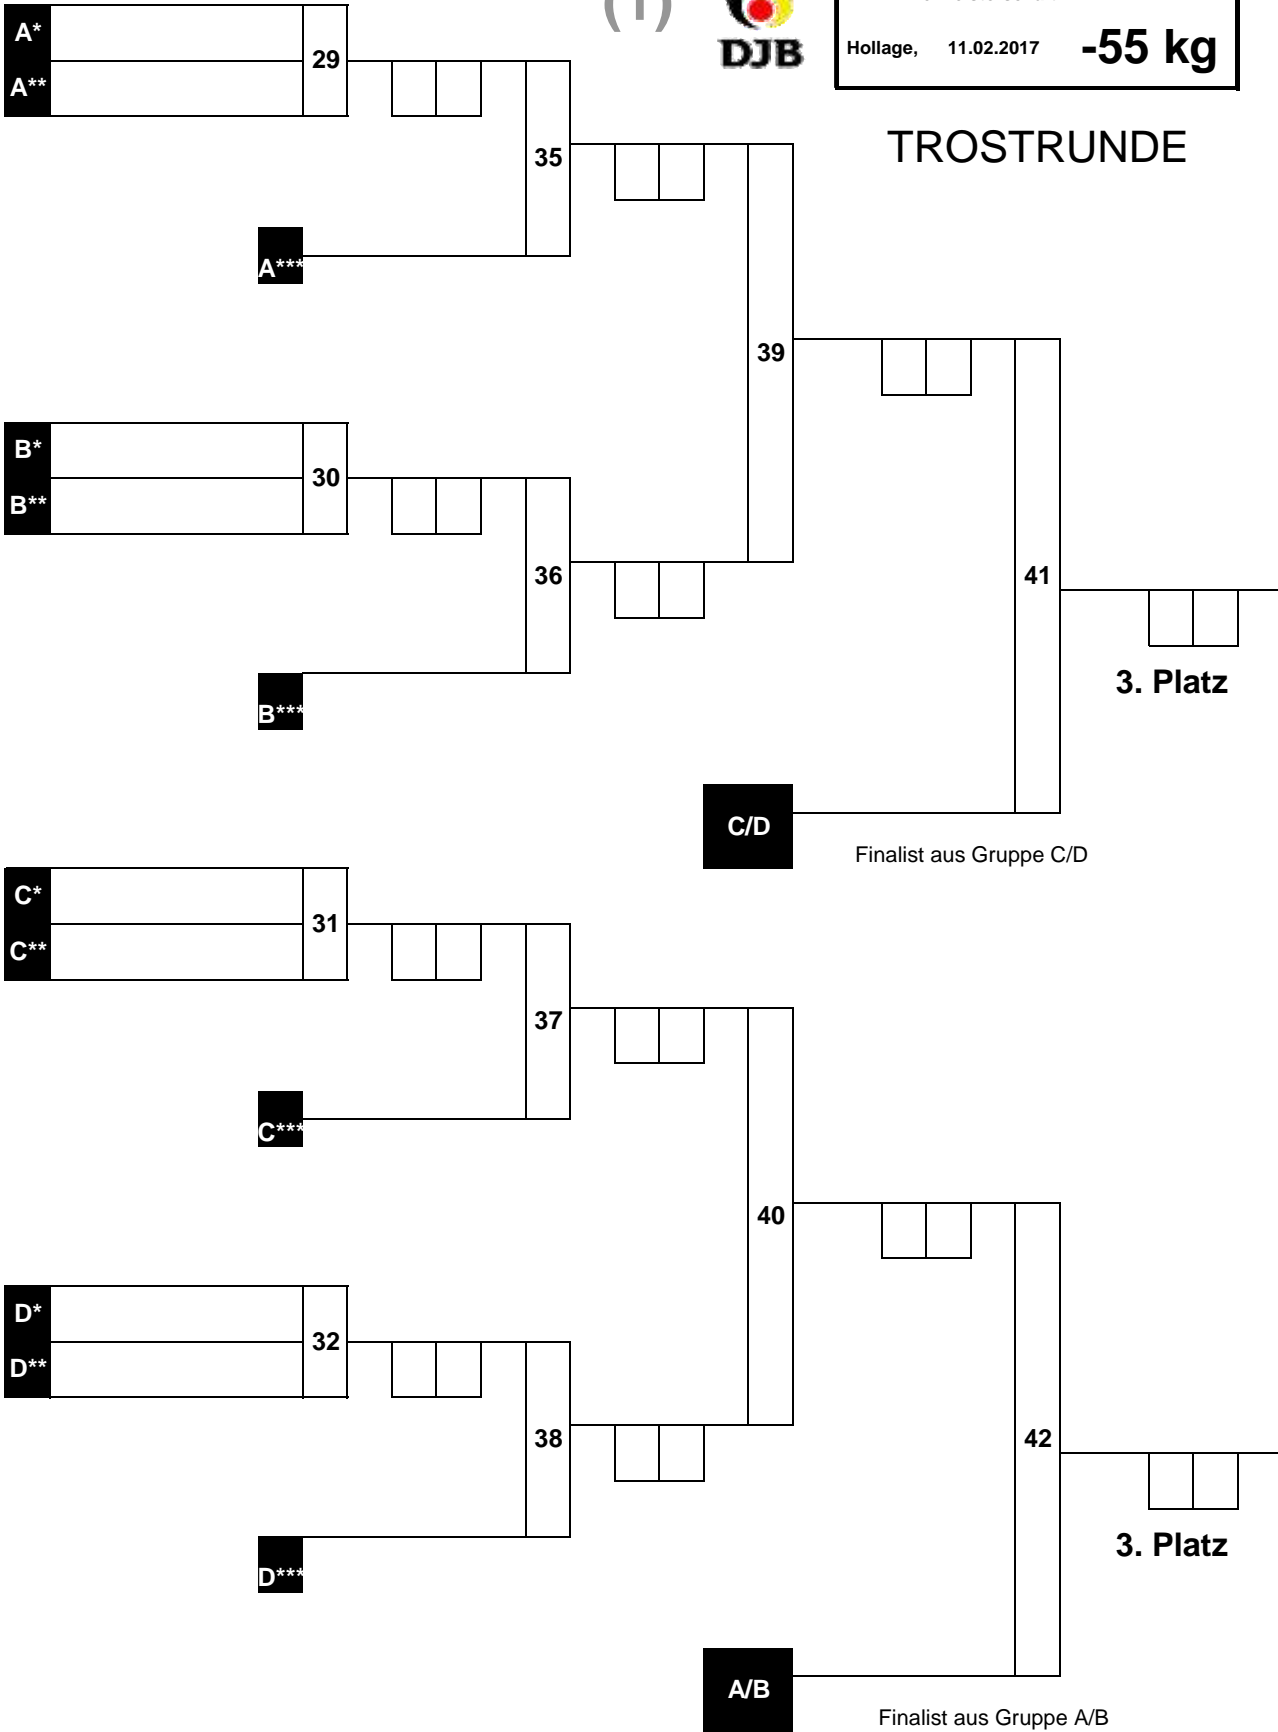 (1)
DJB
Hollage, 11.02.2017 -55 kg
TROSTRUNDE
A*
A**
29
35
A***
39
B*
B**
30
36
41
B***
3. Platz
C/D
Finalist aus Gruppe C/D
C*
C**
31
37
C***
40
D*
D**
32
38
42
D***
3. Platz
A/B
Finalist aus Gruppe A/B